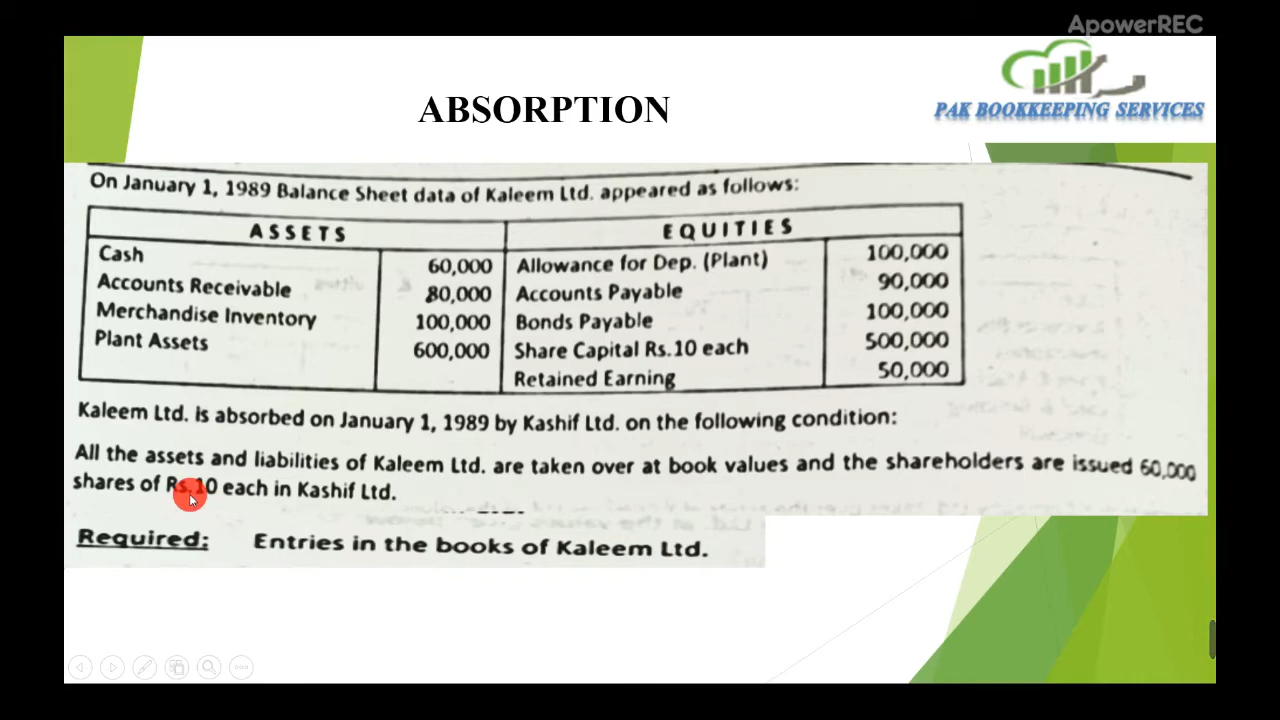 ApowerREC
PAK BOOKKEEPING SERVICES
ABSORPTION
On January 1, 1989 Balance Sheet data of Kaleem Ltd. appeared as follows:
ASSETS EQUITIES
Cash 60,000 Allowance for Dep. (Plant) 100,000
Accounts Receivable 80,000 Accounts Payable 90,000
Merchandise Inventory 100,000 Bonds Payable 100,000
Plant Assets 600,000 Share Capital Rs.10 each 500,000
Retained Earning 50,000
Kaleem Ltd. is absorbed on January 1, 1989 by Kashif Ltd. on the following condition:
All the assets and liabilities of Kaleem Ltd. are taken over at book values and the shareholders are issued 60,000
shares of Rs.10 each in Kashif Ltd.
Required: Entries in the books of Kaleem Ltd.